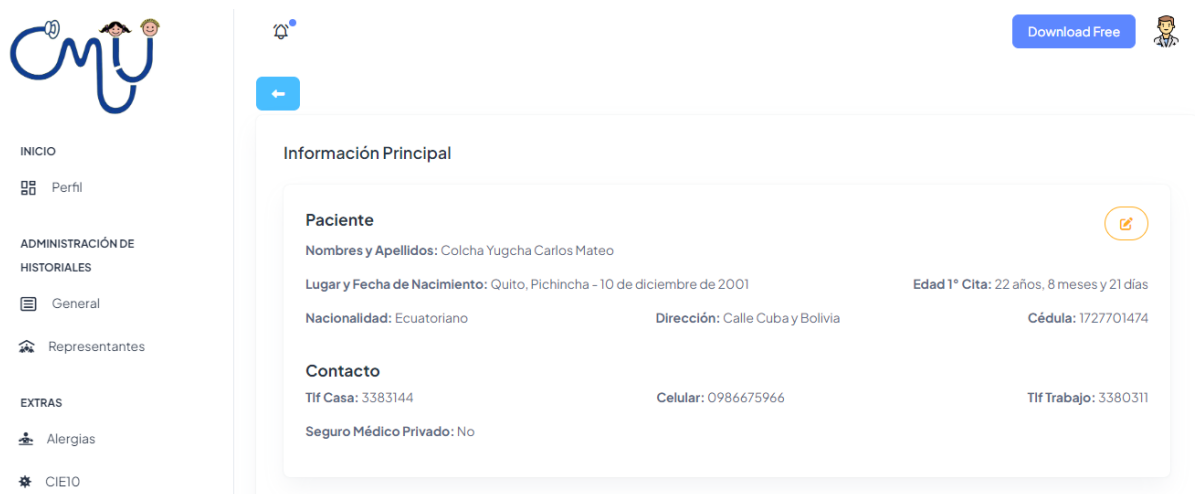 CMU
Download Free
INICIO
Perfil
ADMINISTRACIÓN DE
HISTORIALES
General
Representantes
EXTRAS
Alergias
CIE10
Información Principal
Paciente
Nombres y Apellidos: Colcha Yugcha Carlos Mateo
Lugar y Fecha de Nacimiento: Quito, Pichincha - 10 de diciembre de 2001 Edad 1° Cita: 22 años, 8 meses y 21 días
Nacionalidad: Ecuatoriano Dirección: Calle Cuba y Bolivia Cédula: 1727701474
Contacto
Tlf Casa: 3383144 Celular: 0986675966 Tlf Trabajo: 3380311
Seguro Médico Privado: No